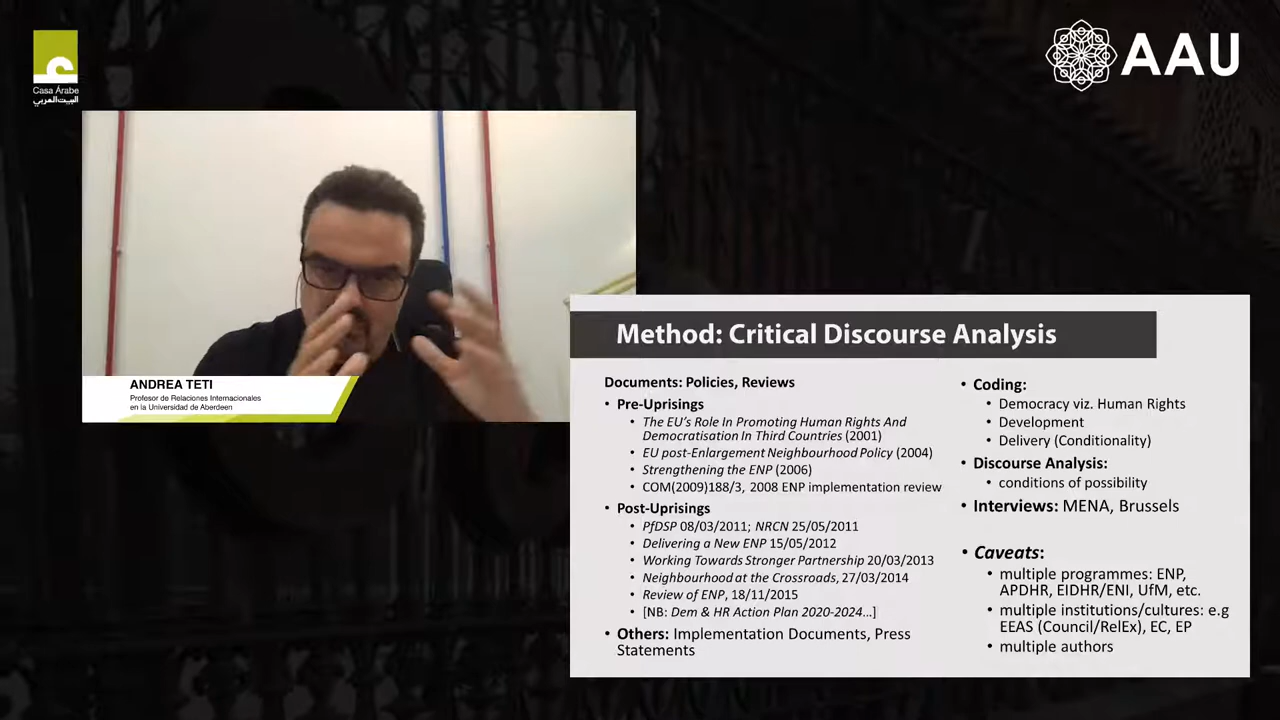 Casa Árabe
البيت العربي
AAU
ANDREA TETI
Profesor de Relaciones Internacionales
en la Universidad de Aberdeen
Method: Critical Discourse Analysis
Documents: Policies, Reviews
• Pre-Uprisings
• The EU's Role In Promoting Human Rights And
Democratisation In Third Countries (2001)
• EU post-Enlargement Neighbourhood Policy (2004)
• Strengthening the ENP (2006)
• COM(2009)188/3, 2008 ENP implementation review
• Post-Uprisings
• PfDSP 08/03/2011; NRCN 25/05/2011
• Delivering a New ENP 15/05/2012
• Working Towards Stronger Partnership 20/03/2013
• Neighbourhood at the Crossroads, 27/03/2014
• Review of ENP, 18/11/2015
• [NB: Dem & HR Action Plan 2020-2024…]
• Others: Implementation Documents, Press
Statements
• Coding:
• Democracy viz. Human Rights
• Development
• Delivery (Conditionality)
• Discourse Analysis:
• conditions of possibility
• Interviews: MENA, Brussels
• Caveats:
• multiple programmes: ENP,
APDHR, EIDHR/ENI, UfM, etc.
• multiple institutions/cultures: e.g
EEAS (Council/RelEx), EC, EP
• multiple authors